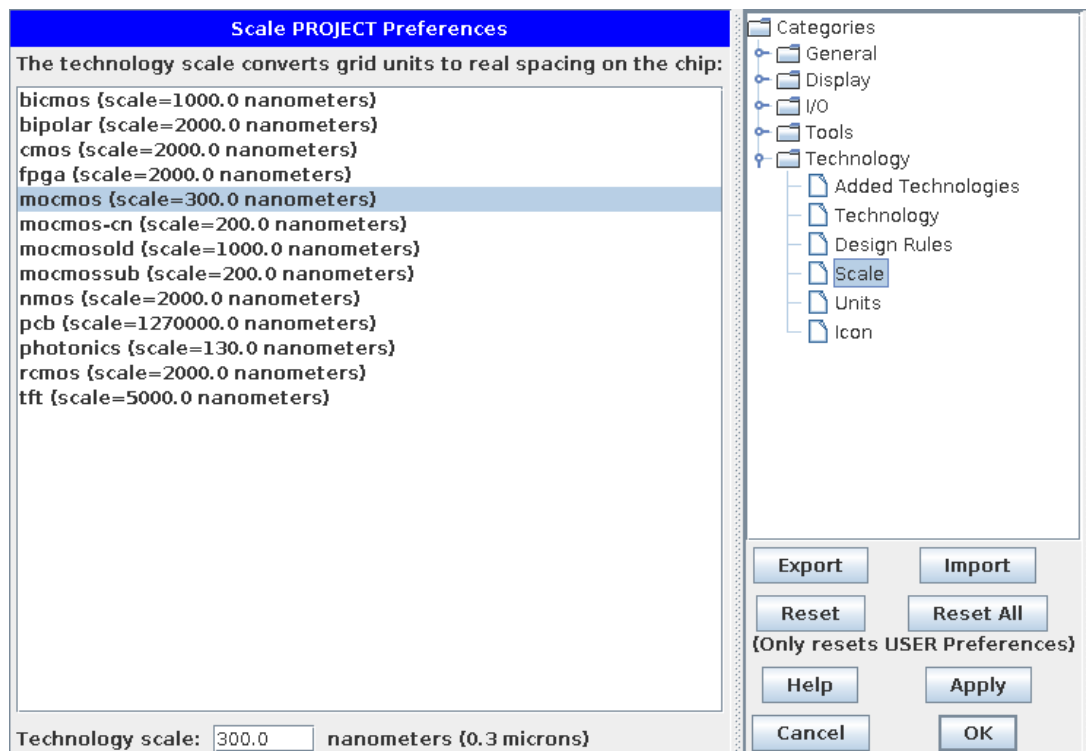 Scale PROJECT Preferences
The technology scale converts grid units to real spacing on the chip:
bicmos (scale=1000.0 nanometers)
bipolar (scale=2000.0 nanometers)
cmos (scale=2000.0 nanometers)
fpga (scale=2000.0 nanometers)
mocmos (scale=300.0 nanometers)
mocmos-cn (scale=200.0 nanometers)
mocmosold (scale=1000.0 nanometers)
mocmossub (scale=200.0 nanometers)
nmos (scale=2000.0 nanometers)
pcb (scale=1270000.0 nanometers)
photonics (scale=130.0 nanometers)
rcmos (scale=2000.0 nanometers)
tft (scale=5000.0 nanometers)
Technology scale: 300.0 nanometers (0.3 microns)
Categories
General
Display
I/O
Tools
Technology
Added Technologies
Technology
Design Rules
Scale
Units
Icon
Export Import
Reset Reset All
(Only resets USER Preferences)
Help Apply
Cancel OK